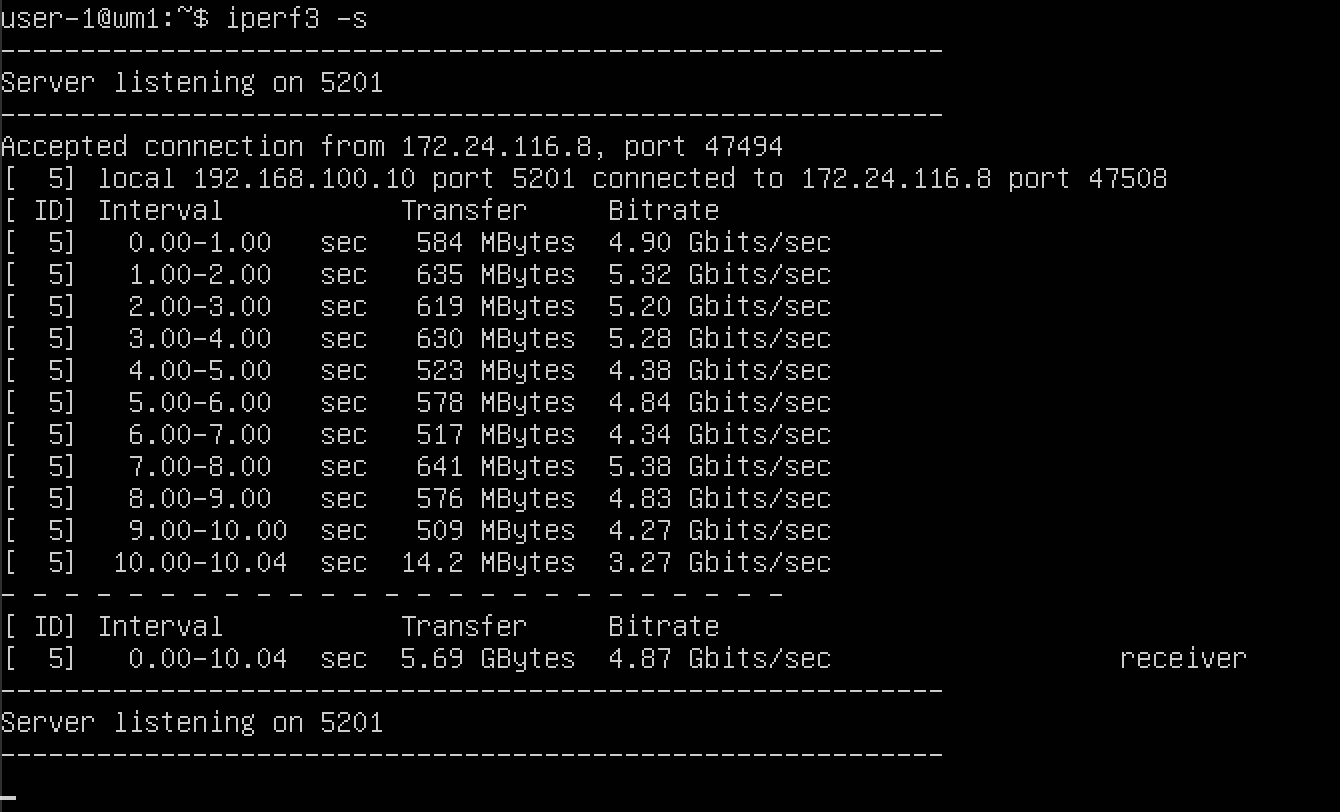 user-1@wm1:~$ iperf3 -s
-----------------------------------------------------------
Server listening on 5201
-----------------------------------------------------------
Accepted connection from 172.24.116.8, port 47494
[  5] local 192.168.100.10 port 5201 connected to 172.24.116.8 port 47508
[ ID] Interval           Transfer     Bitrate
[  5]   0.00-1.00   sec   584 MBytes  4.90 Gbits/sec
[  5]   1.00-2.00   sec   635 MBytes  5.32 Gbits/sec
[  5]   2.00-3.00   sec   619 MBytes  5.20 Gbits/sec
[  5]   3.00-4.00   sec   630 MBytes  5.28 Gbits/sec
[  5]   4.00-5.00   sec   523 MBytes  4.38 Gbits/sec
[  5]   5.00-6.00   sec   578 MBytes  4.84 Gbits/sec
[  5]   6.00-7.00   sec   517 MBytes  4.34 Gbits/sec
[  5]   7.00-8.00   sec   641 MBytes  5.38 Gbits/sec
[  5]   8.00-9.00   sec   576 MBytes  4.83 Gbits/sec
[  5]   9.00-10.00  sec   509 MBytes  4.27 Gbits/sec
[  5]  10.00-10.04  sec  14.2 MBytes  3.27 Gbits/sec
- - - - - - - - - - - - - - - - - - - - - - - - -
[ ID] Interval           Transfer     Bitrate
[  5]   0.00-10.04  sec  5.69 GBytes  4.87 Gbits/sec                  receiver
-----------------------------------------------------------
Server listening on 5201
-----------------------------------------------------------